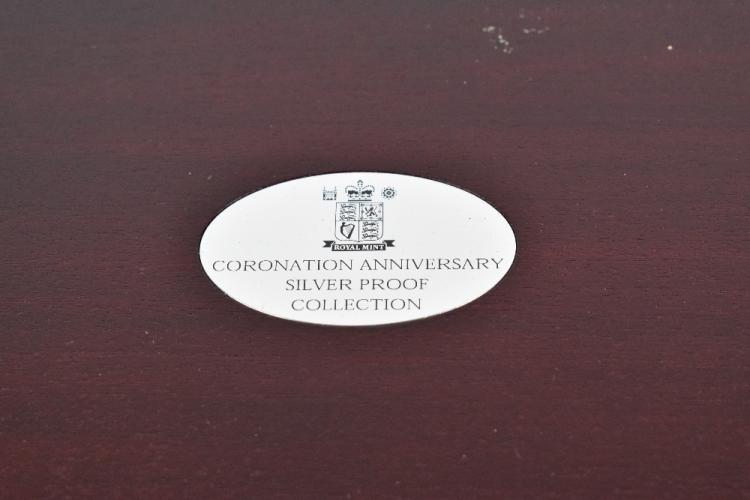 ROYAL MINT
CORONATION ANNIVERSARY
SILVER PROOF
COLLECTION